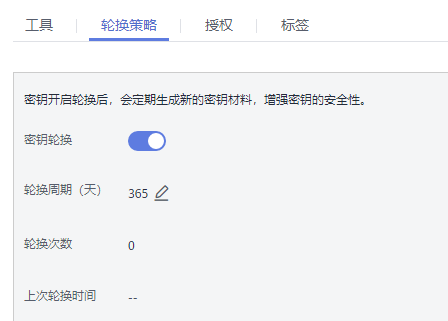 工具 轮换策略 授权 标签
密钥开启轮换后，会定期生成新的密钥材料，增强密钥的安全性。
密钥轮换
轮换周期（天） 365
轮换次数 0
上次轮换时间 --